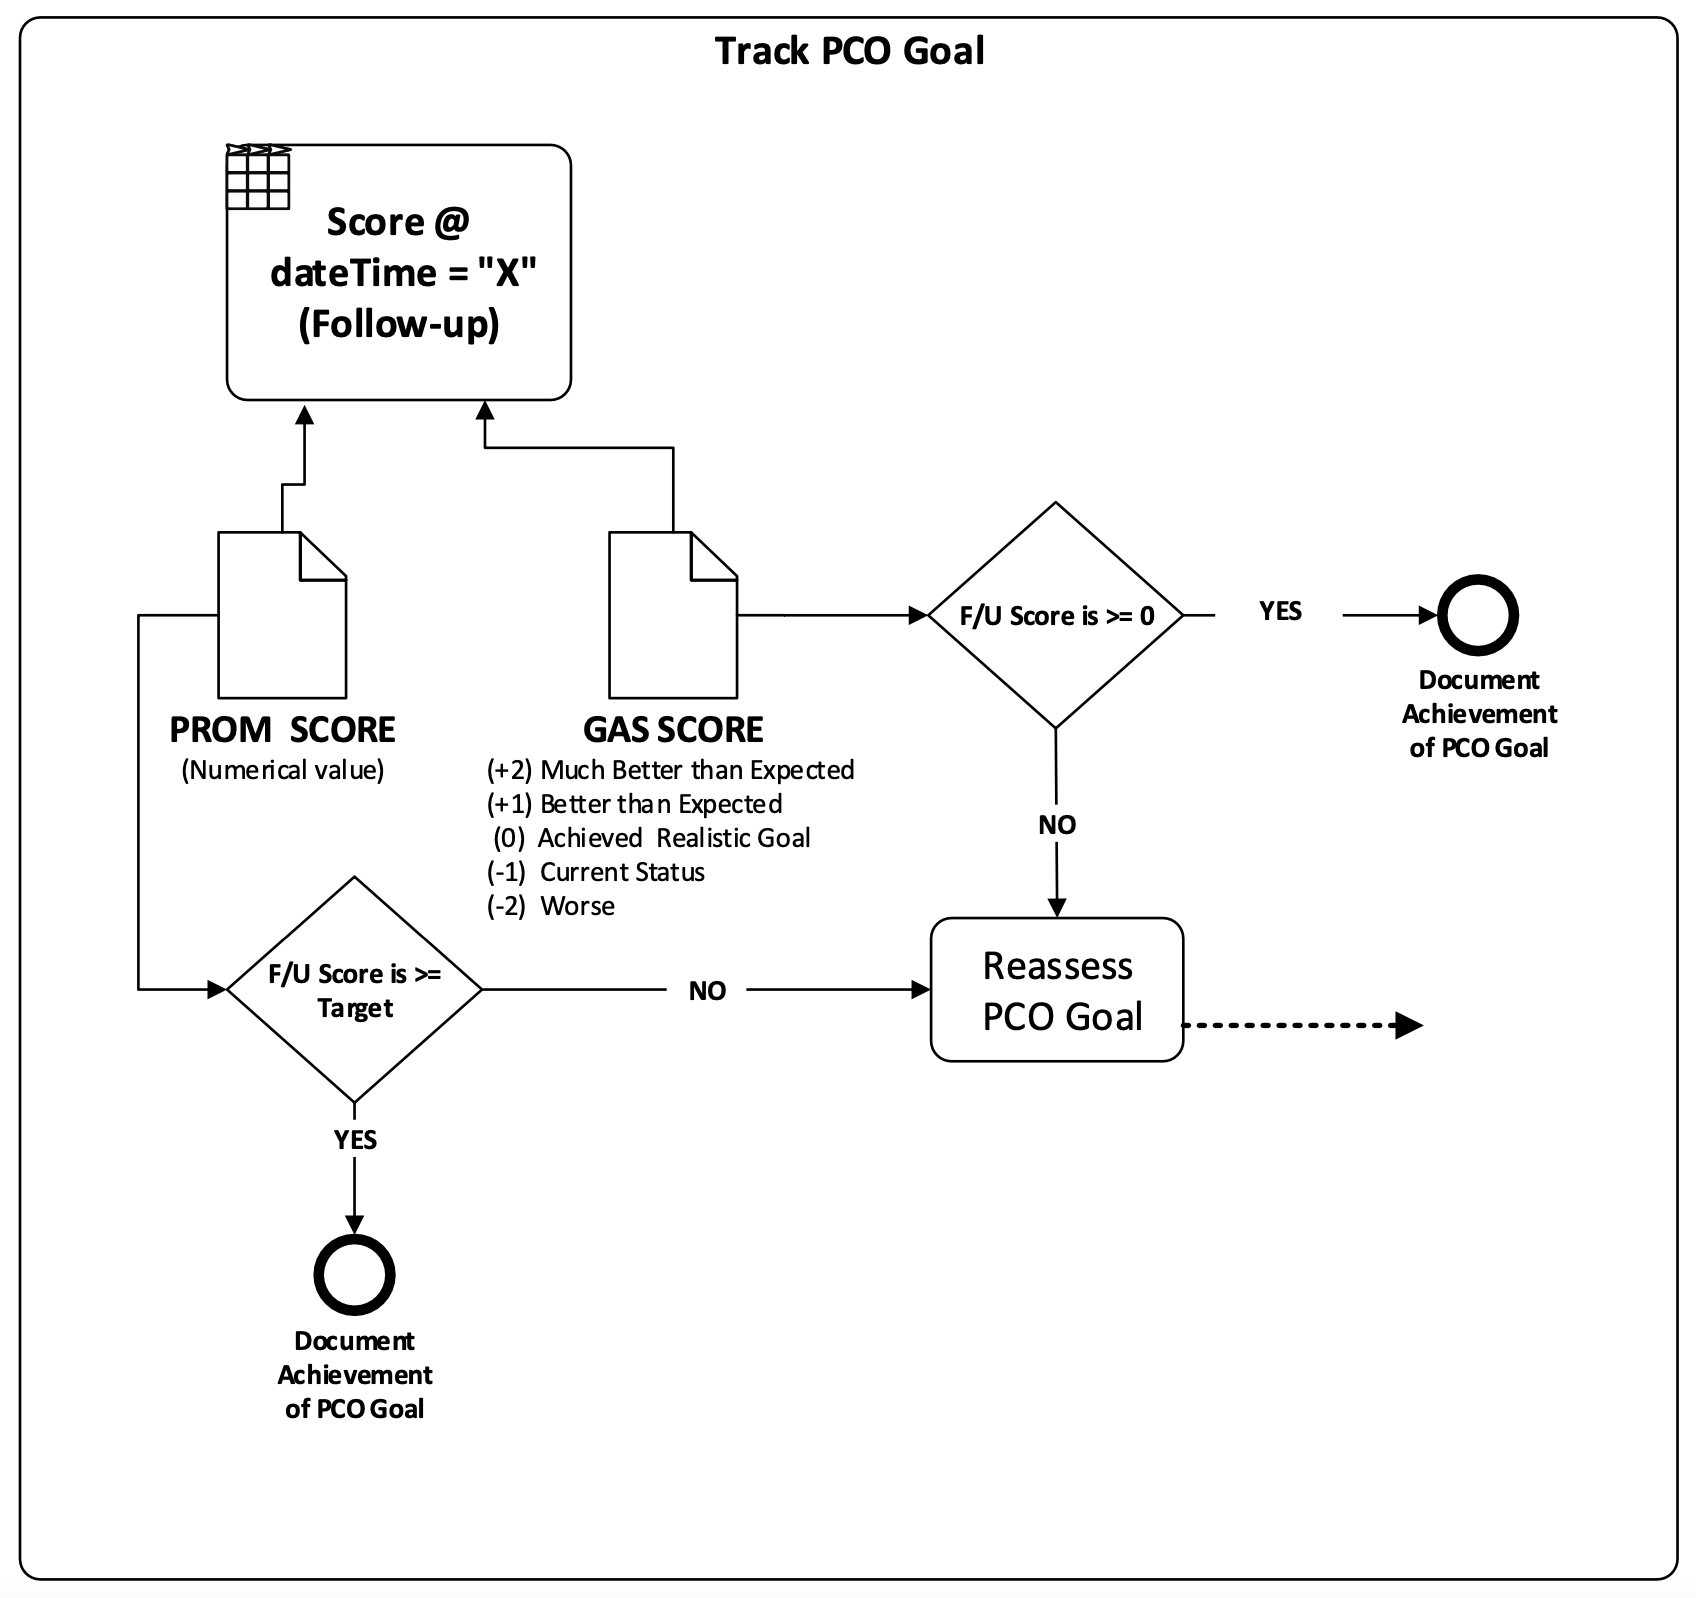 Track PCO Goal
Score @
dateTime = "X"
(Follow-up)
F/U Score is >= 0
YES
Document
Achievement
of PCO Goal
PROM SCORE
(Numerical value)
GAS SCORE
(+2) Much Better than Expected
(+1) Better than Expected
(0) Achieved Realistic Goal
(-1) Current Status
(-2) Worse
NO
F/U Score is >=
Target
NO
Reassess
PCO Goal
YES
Document
Achievement
of PCO Goal